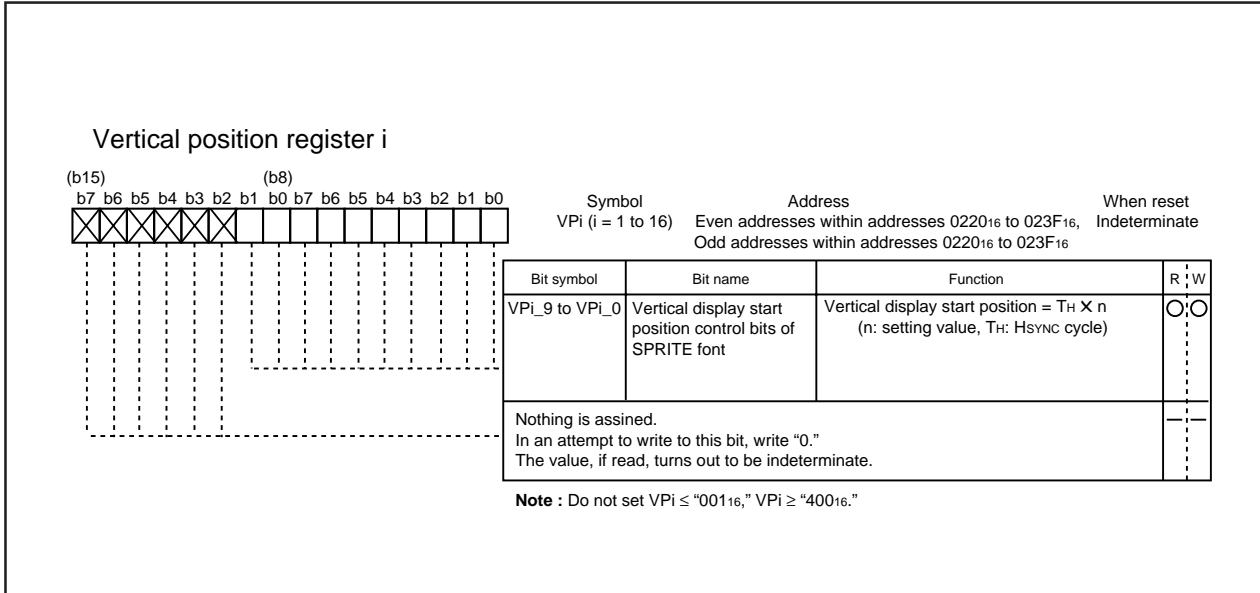 Vertical position register i
(b15) (b8)
b7 b6 b5 b4 b3 b2 b1 b0 b7 b6 b5 b4 b3 b2 b1 b0
Symbol Address When reset
VPi (i = 1 to 16) Even addresses within addresses 022016 to 023F16, Indeterminate
Odd addresses within addresses 022016 to 023F16
Bit symbol Bit name Function R W
VPi_9 to VPi_0 Vertical display start Vertical display start position = TH X n
position control bits of (n: setting value, TH: HSYNC cycle)
SPRITE font
Nothing is assined.
In an attempt to write to this bit, write “0.”
The value, if read, turns out to be indeterminate.
Note : Do not set VPi ≤ “00116,” VPi ≥ “40016.”